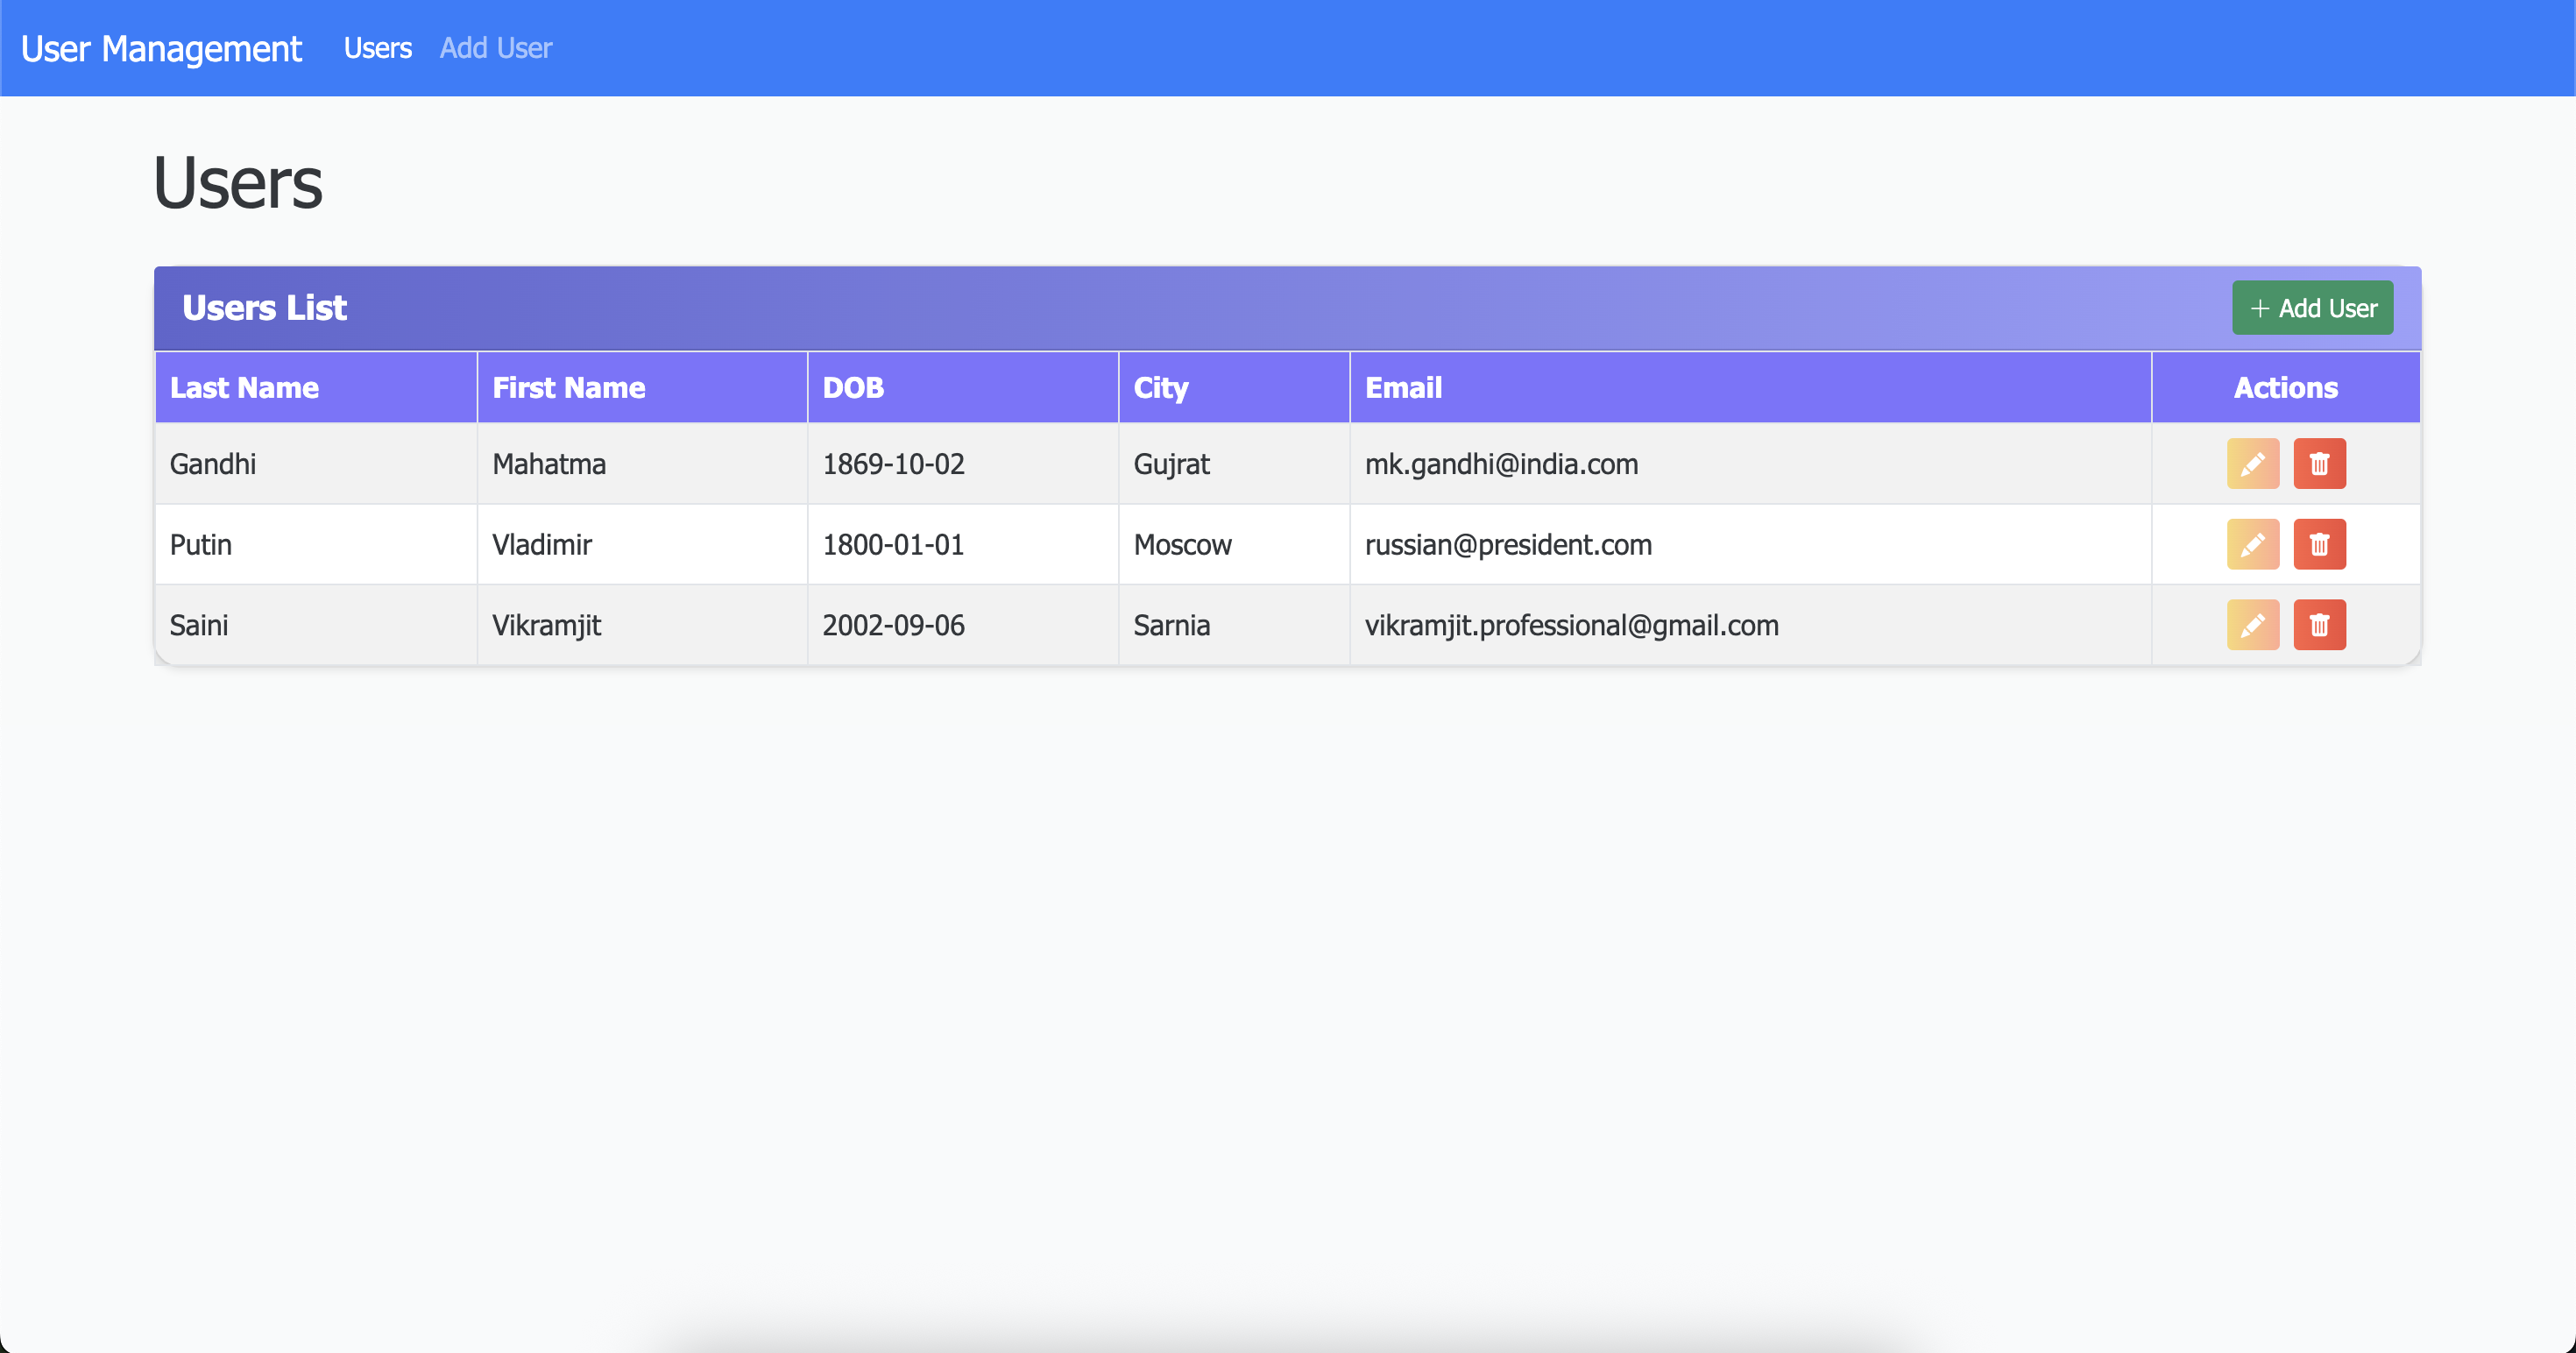 User Management Users Add User
Users
Users List + Add User
Last Name First Name DOB City Email Actions
Gandhi Mahatma 1869-10-02 Gujrat mk.gandhi@india.com
Putin Vladimir 1800-01-01 Moscow russian@president.com
Saini Vikramjit 2002-09-06 Sarnia vikramjit.professional@gmail.com